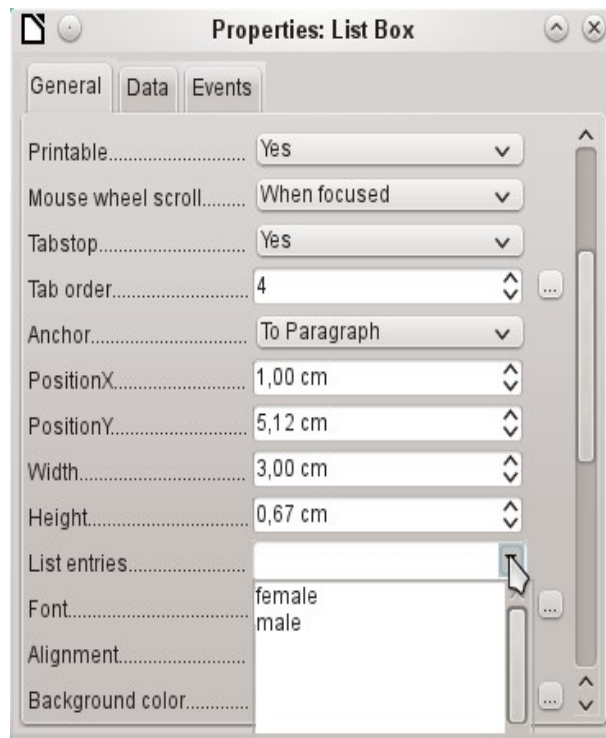 Properties: List Box
General Data Events
Printable.......................... Yes
Mouse wheel scroll........ When focused
Tabstop............................ Yes
Tab order.......................... 4 ...
Anchor.............................. To Paragraph
PositionX.......................... 1,00 cm
PositionY.......................... 5,12 cm
Width................................ 3,00 cm
Height............................... 0,67 cm
List entries.......................
female
Font.................................. ...
male
Alignment.........................
Background color............. ...